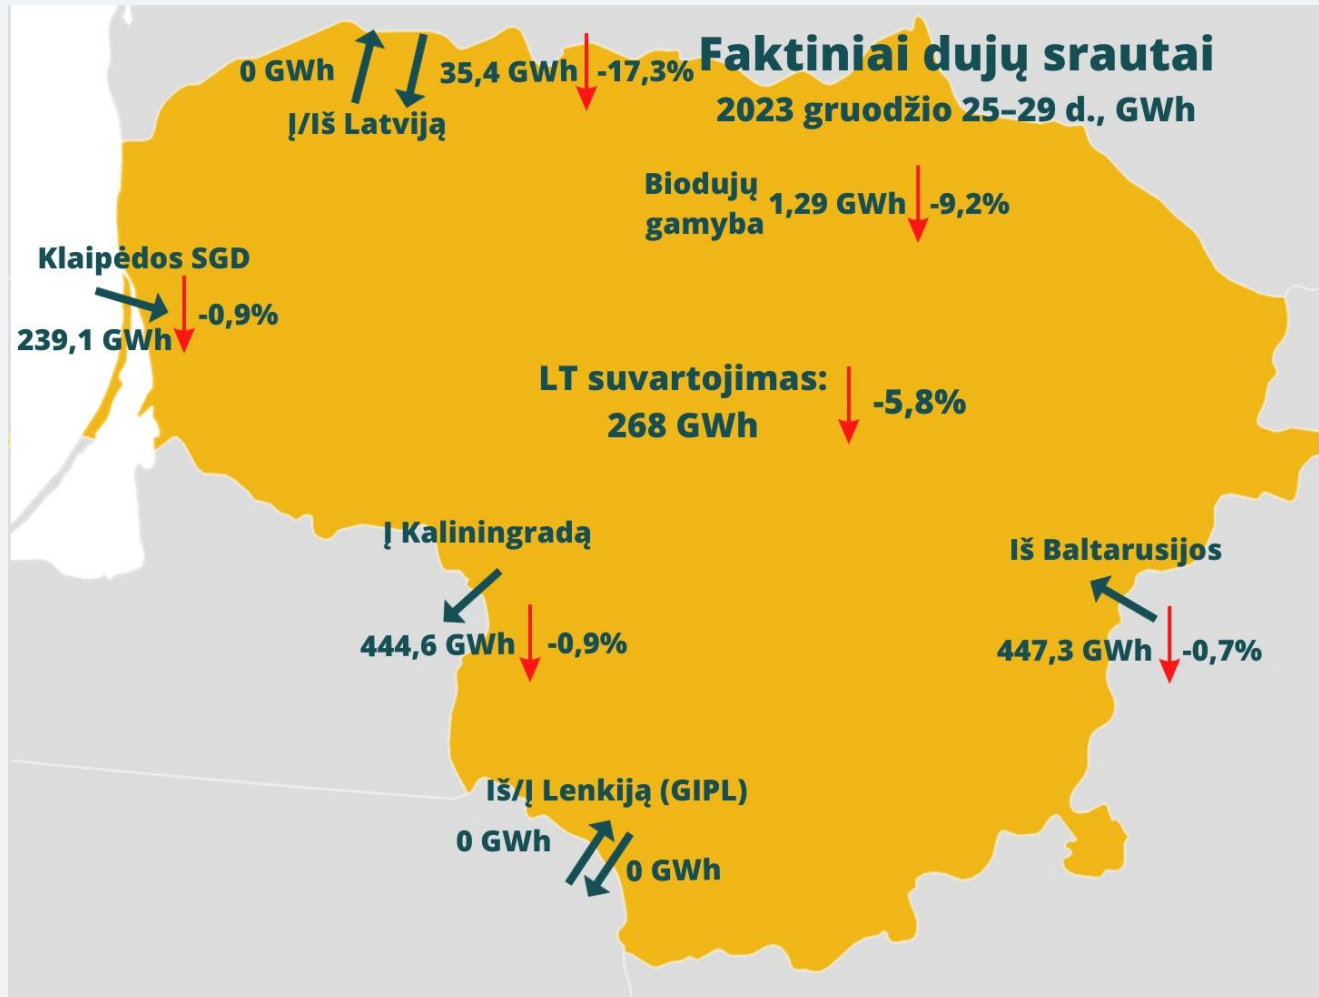 Faktiniai dujų srautai
2023 gruodžio 25–29 d., GWh
0 GWh
35,4 GWh
-17,3%
Į/Iš Latviją
Biodujų
gamyba
1,29 GWh
-9,2%
Klaipėdos SGD
-0,9%
239,1 GWh
LT suvartojimas:
268 GWh
-5,8%
Į Kaliningradą
444,6 GWh
-0,9%
Iš Baltarusijos
447,3 GWh
-0,7%
Iš/Į Lenkiją (GIPL)
0 GWh
0 GWh